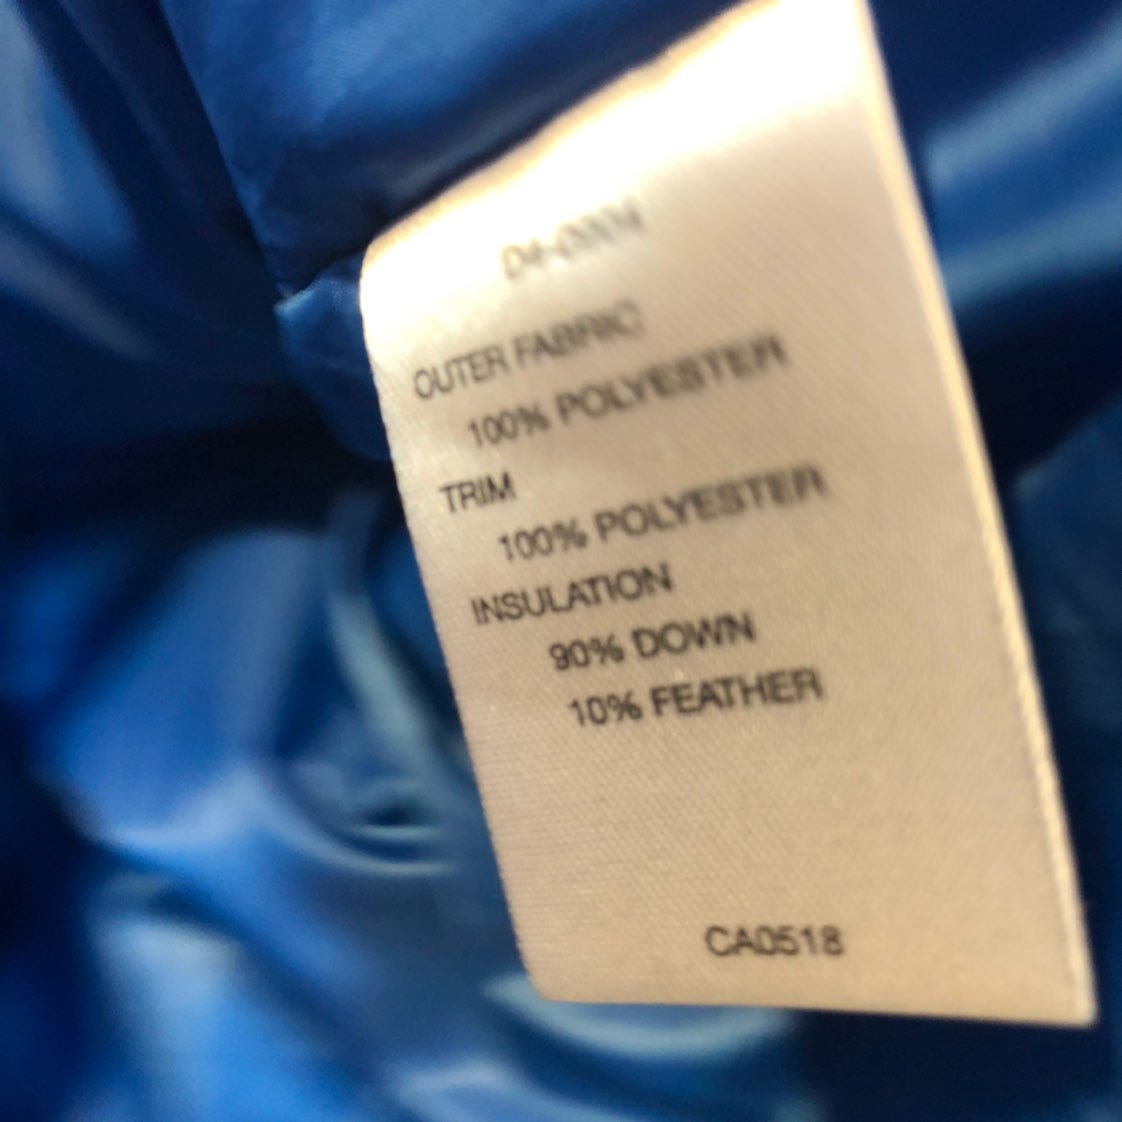 OUTER FABRIC
100% POLYESTER
TRIM
100% POLYESTER
INSULATION
90% DOWN
10% FEATHER
CA0518